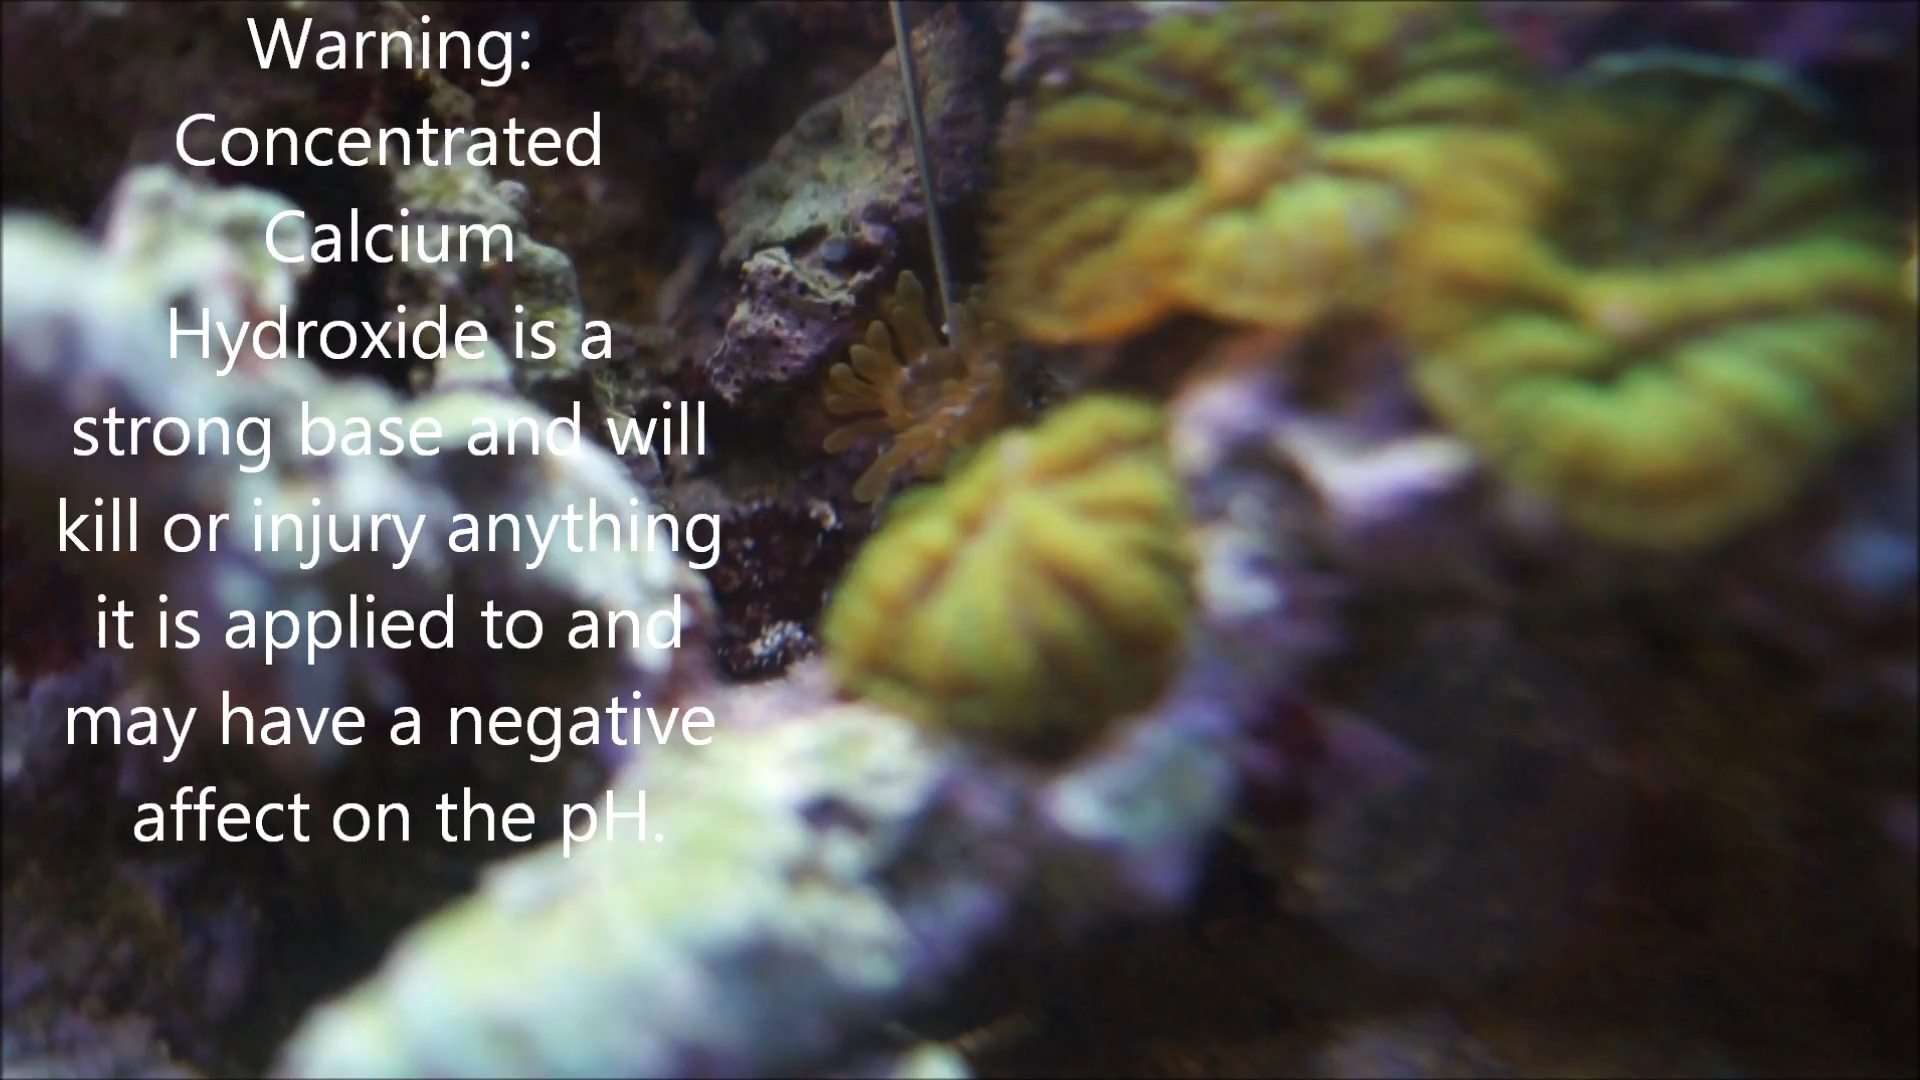 Warning:
Concentrated
Calcium
Hydroxide is a
strong base and will
kill or injury anything
it is applied to and
may have a negative
affect on the pH.